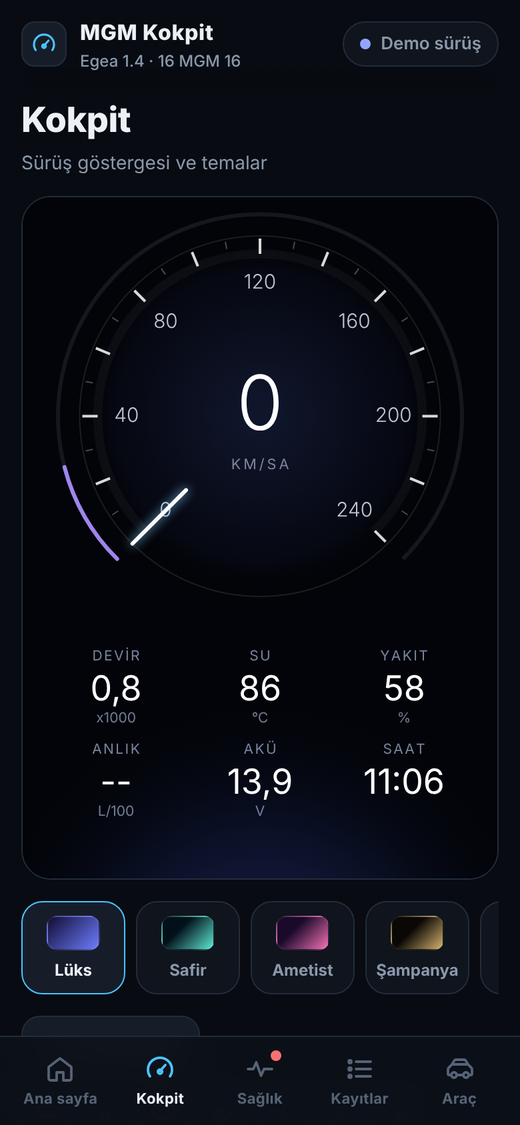 MGM Kokpit
Egea 1.4 · 16 MGM 16
Demo sürüş
Kokpit
Sürüş göstergesi ve temalar
120
80
160
40
200
0
240
0
KM/SA
DEVİR
SU
YAKIT
0,8
86
58
x1000
°C
%
ANLIK
AKÜ
SAAT
--
13,9
11:06
L/100
V
Lüks
Safir
Ametist
Şampanya
Ana sayfa
Kokpit
Sağlık
Kayıtlar
Araç